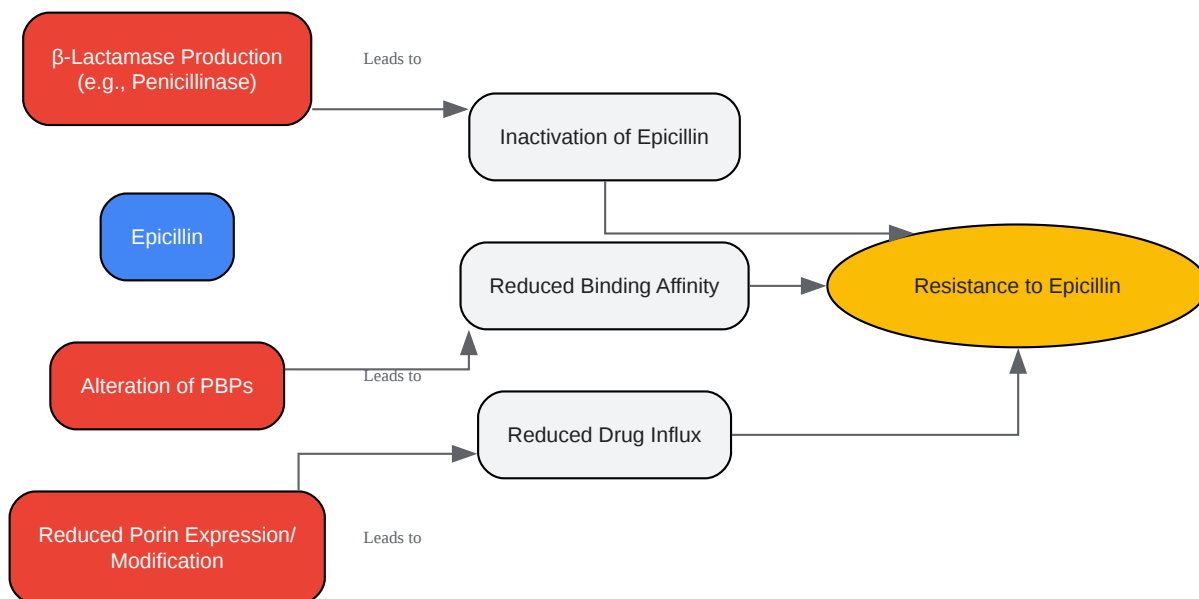 β-Lactamase Production
(e.g., Penicillinase)
Leads to
Inactivation of Epicillin
Epicillin
Reduced Binding Affinity
Resistance to Epicillin
Alteration of PBPs
Leads to
Reduced Drug Influx
Reduced Porin Expression/
Modification
Leads to